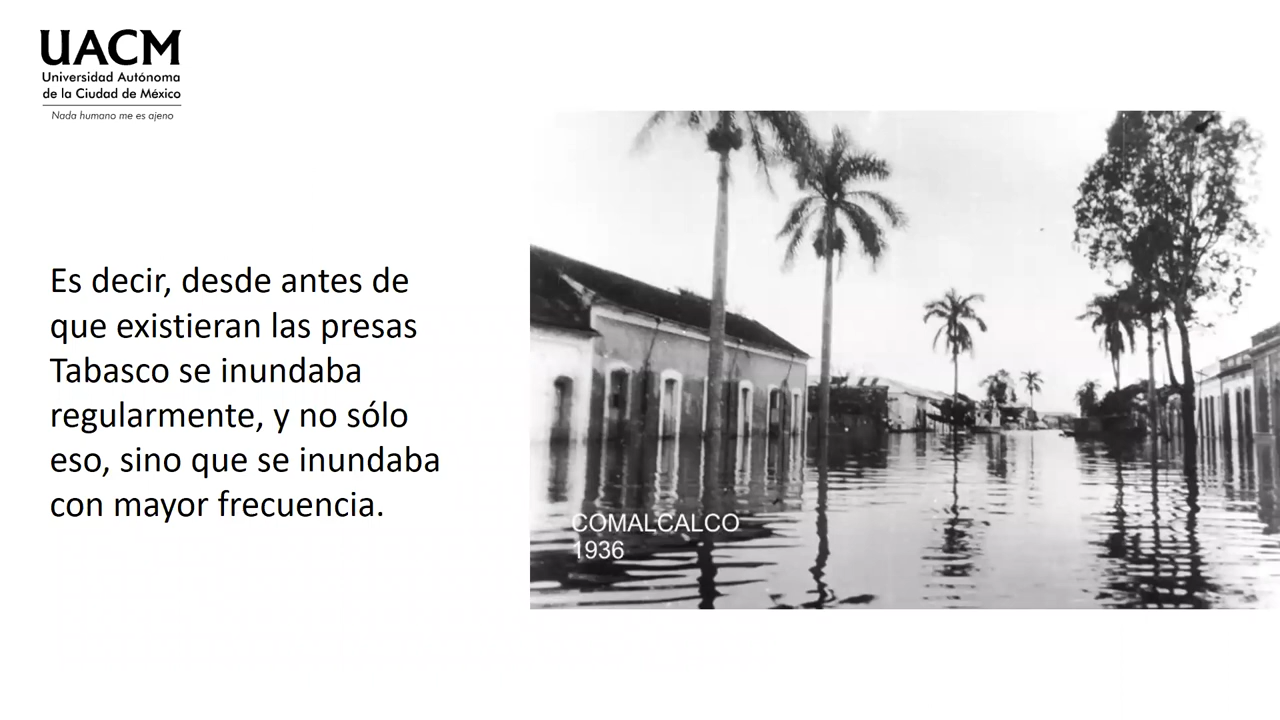 UACM
Universidad Autónoma
de la Ciudad de México
Nada humano me es ajeno
Es decir, desde antes de
que existieran las presas
Tabasco se inundaba
regularmente, y no sólo
eso, sino que se inundaba
con mayor frecuencia.
COMALCALCO
1936